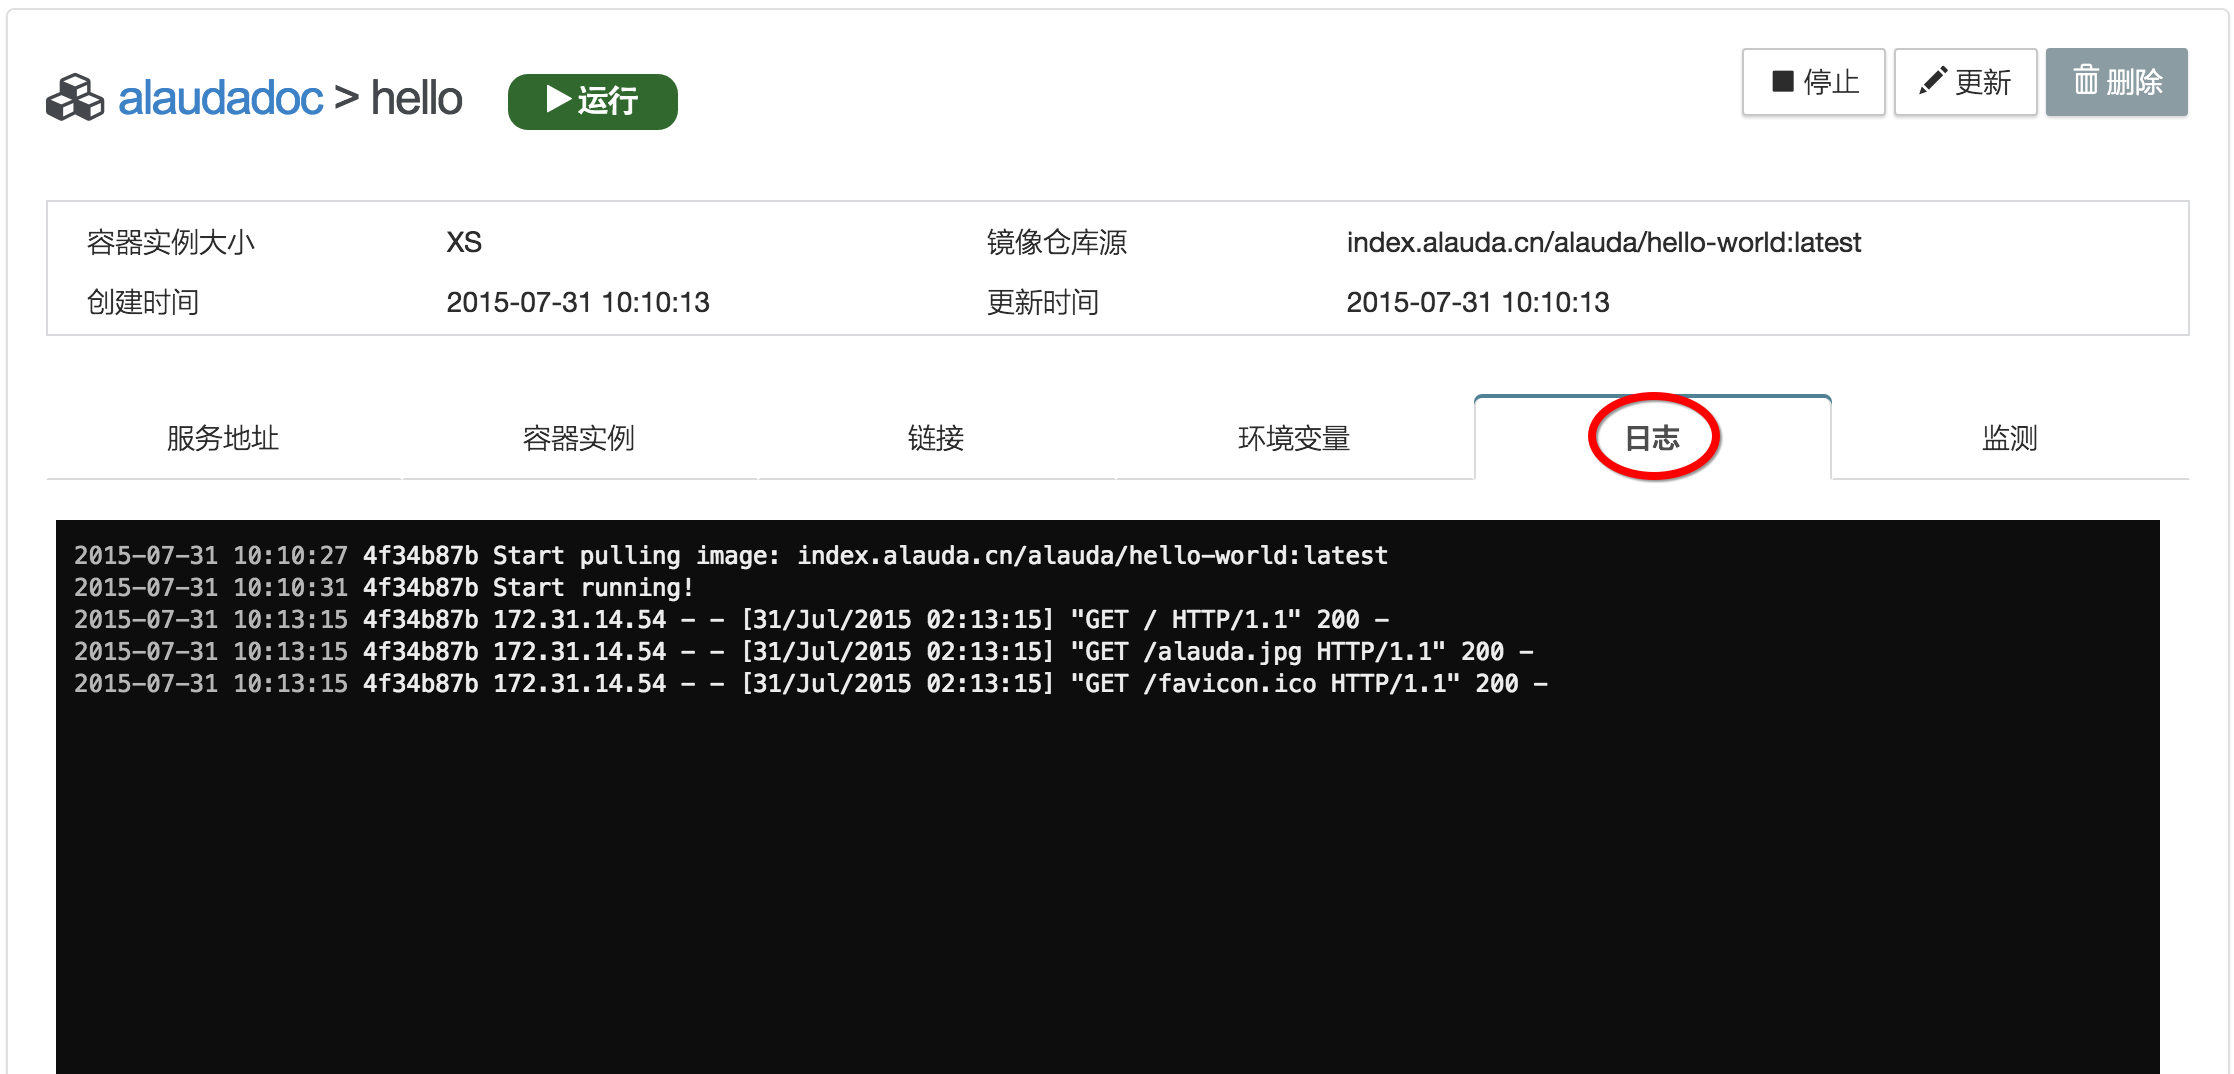 alaudadoc > hello 运行 停止 更新 删除
容器实例大小 XS 镜像仓库源 index.alauda.cn/alauda/hello-world:latest
创建时间 2015-07-31 10:10:13 更新时间 2015-07-31 10:10:13
服务地址 容器实例 链接 环境变量 日志 监测
2015-07-31 10:10:27 4f34b87b Start pulling image: index.alauda.cn/alauda/hello-world:latest
2015-07-31 10:10:31 4f34b87b Start running!
2015-07-31 10:13:15 4f34b87b 172.31.14.54 - - [31/Jul/2015 02:13:15] "GET / HTTP/1.1" 200 -
2015-07-31 10:13:15 4f34b87b 172.31.14.54 - - [31/Jul/2015 02:13:15] "GET /alauda.jpg HTTP/1.1" 200 -
2015-07-31 10:13:15 4f34b87b 172.31.14.54 - - [31/Jul/2015 02:13:15] "GET /favicon.ico HTTP/1.1" 200 -